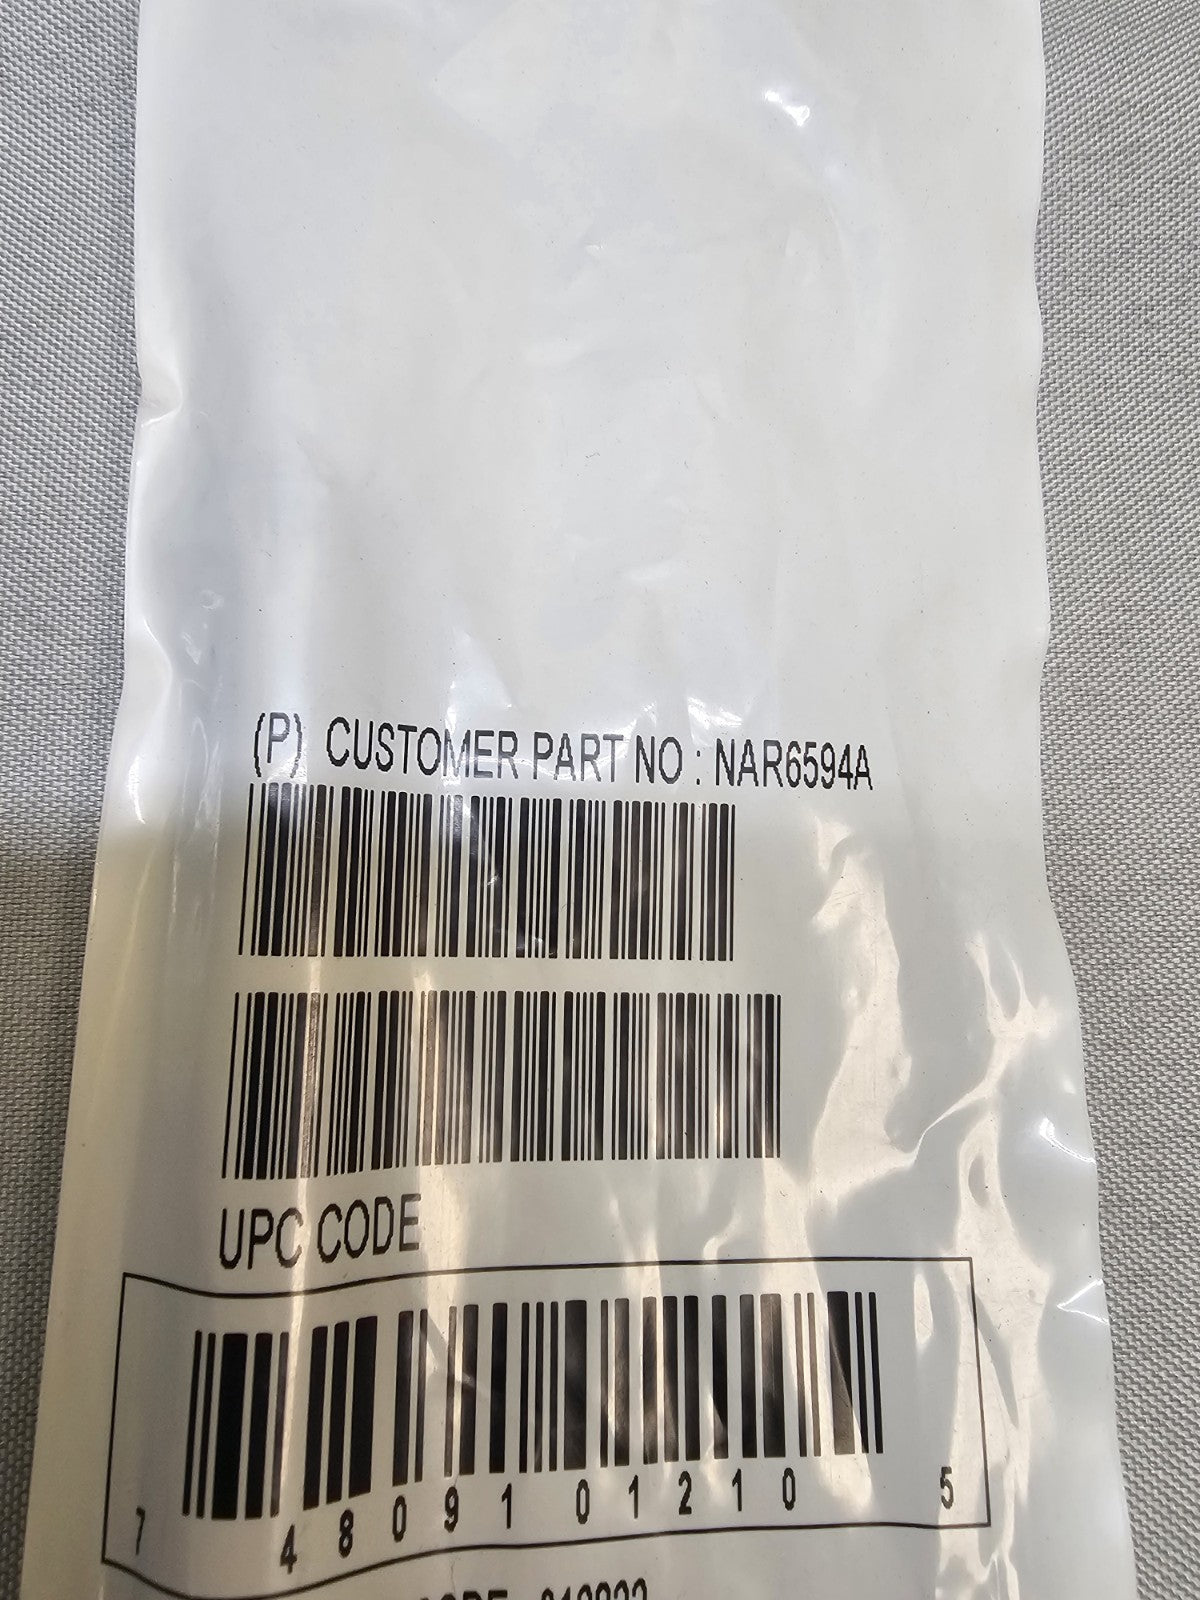 (P) CUSTOMER PART NO : NAR6594A
UPC CODE
7 48091 01210 5